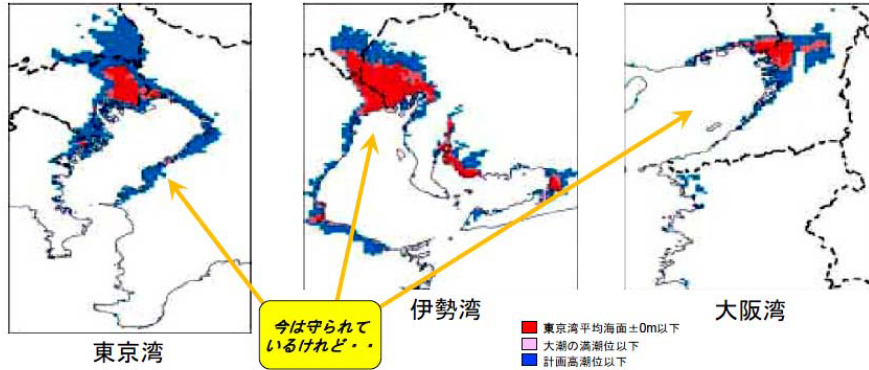 東京湾
伊勢湾
大阪湾
今は守られて
いるけれど・・
東京湾平均海面±0m以下
大潮の満潮位以下
計画高潮位以下